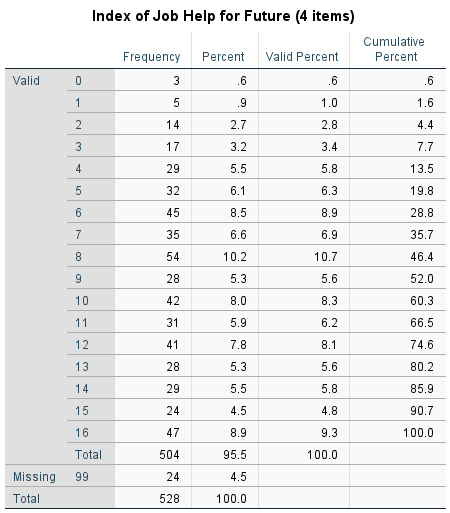 Index of Job Help for Future (4 items)
Frequency Percent Valid Percent Cumulative Percent
Valid 0 3 .6 .6 .6
1 5 .9 1.0 1.6
2 14 2.7 2.8 4.4
3 17 3.2 3.4 7.7
4 29 5.5 5.8 13.5
5 32 6.1 6.3 19.8
6 45 8.5 8.9 28.8
7 35 6.6 6.9 35.7
8 54 10.2 10.7 46.4
9 28 5.3 5.6 52.0
10 42 8.0 8.3 60.3
11 31 5.9 6.2 66.5
12 41 7.8 8.1 74.6
13 28 5.3 5.6 80.2
14 29 5.5 5.8 85.9
15 24 4.5 4.8 90.7
16 47 8.9 9.3 100.0
Total 504 95.5 100.0
Missing 99 24 4.5
Total 528 100.0